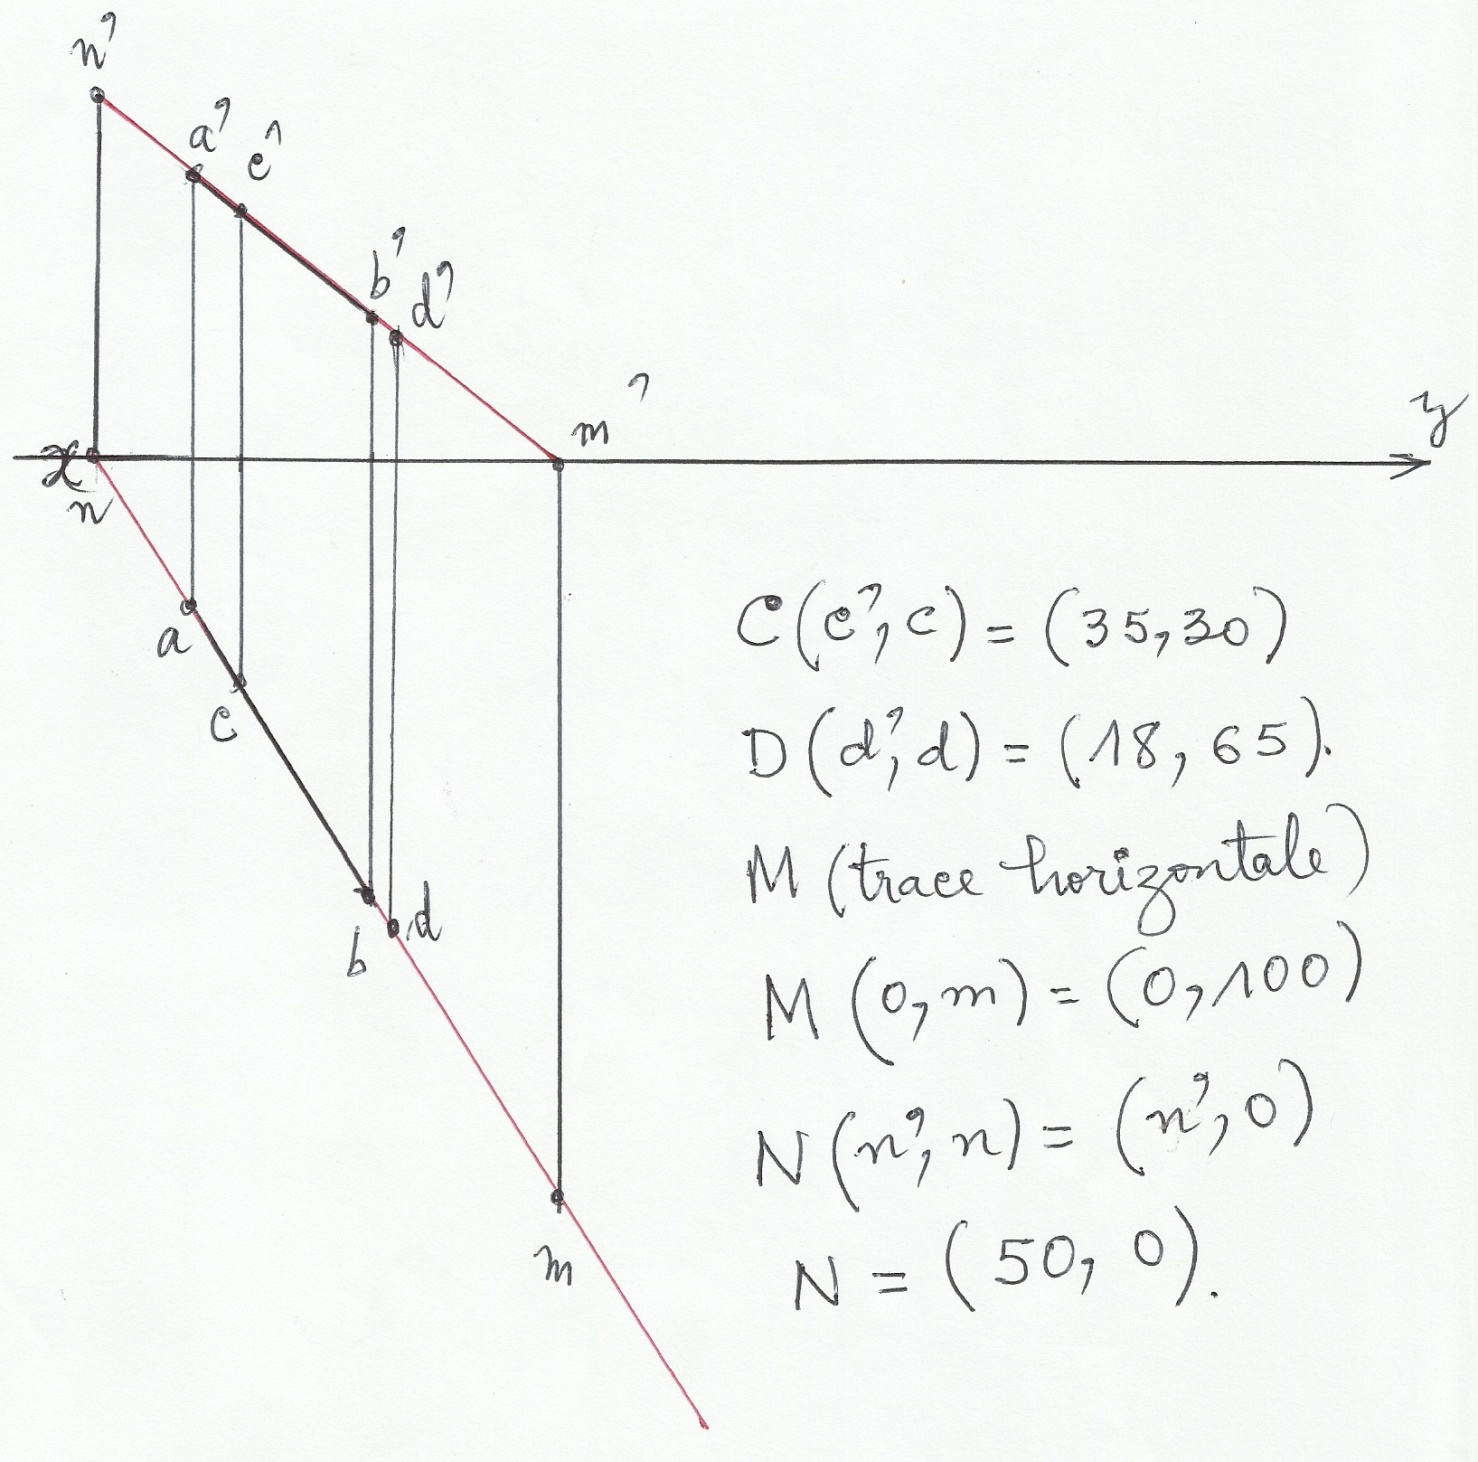 n'
a'
c'
b'
d'
m'
y
x
n
a
c
b
d
m
C(c', c) = (35, 30)
D(d', d) = (18, 65).
M (trace horizontale)
M (0, m) = (0, 100)
N(n', n) = (n', 0)
N = (50, 0).